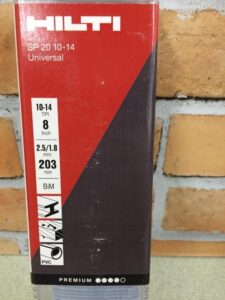 HILTI
SP 20 10-14
Universal
10-14
TPI
8
Inch
2.5/1.8
mm
203
mm
BiM
PVC
PREMIUM